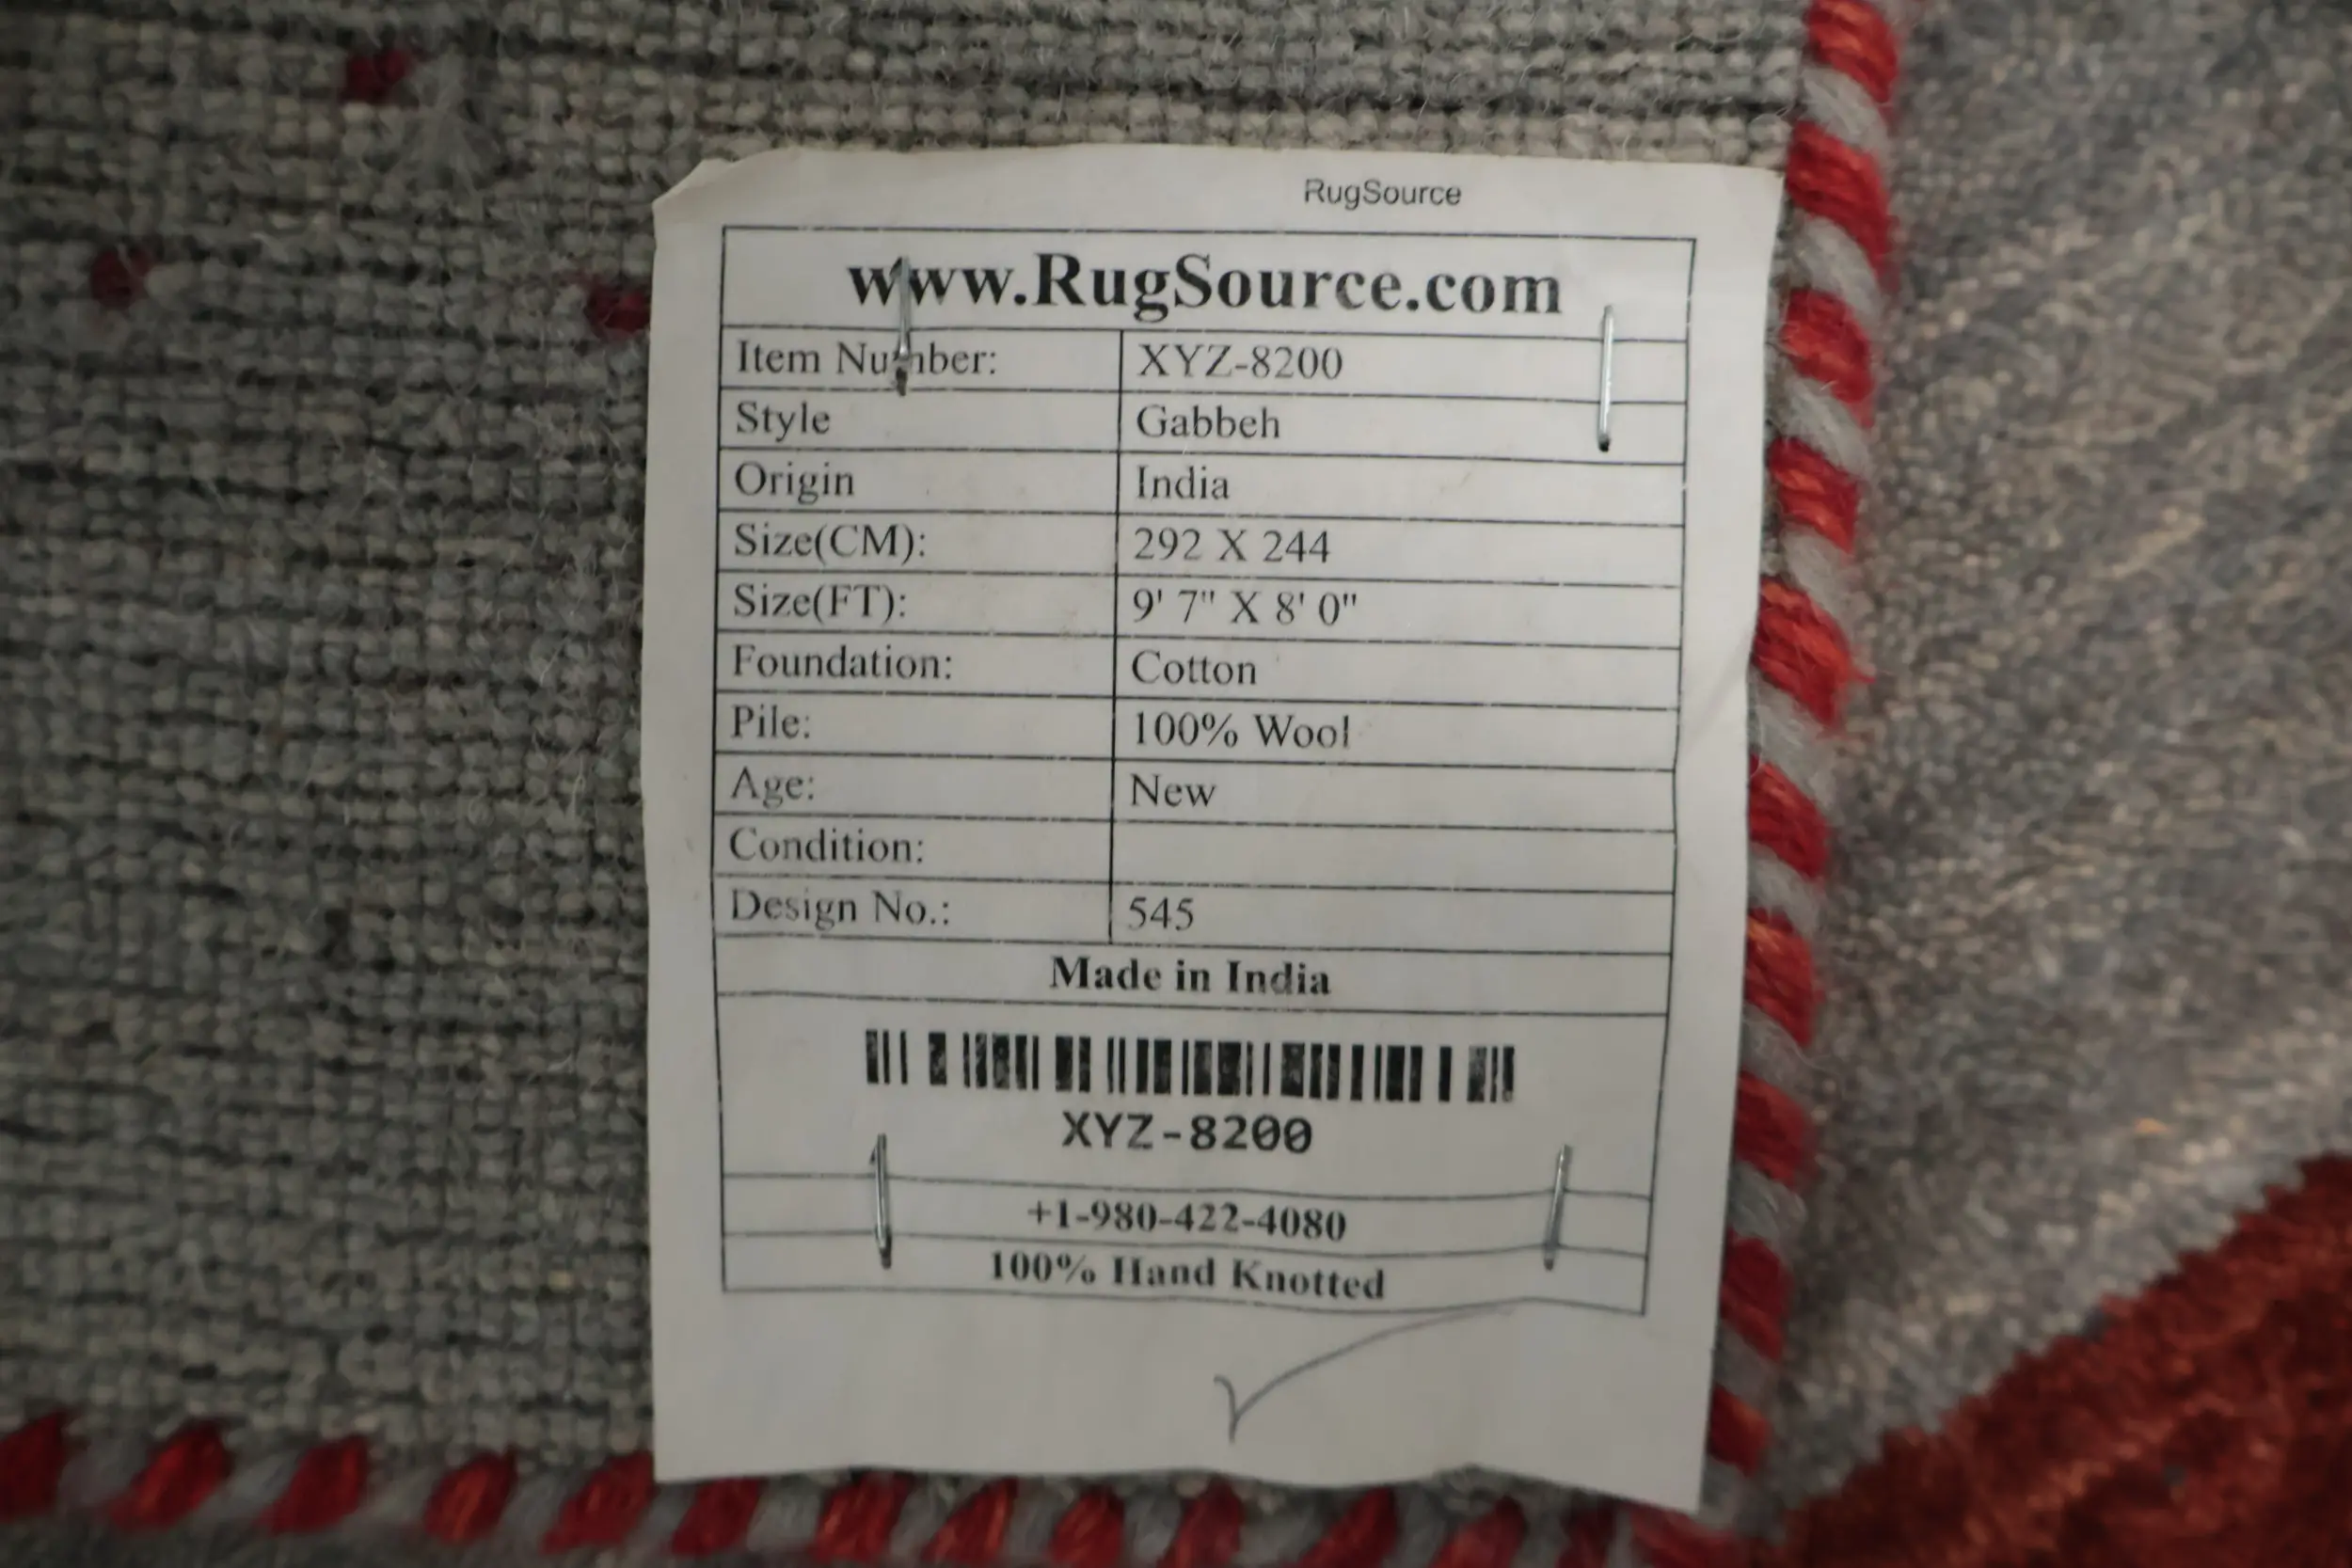 RugSource
www.RugSource.com
Item Number: XYZ-8200
Style Gabbeh
Origin India
Size(CM): 292 X 244
Size(FT): 9' 7" X 8' 0"
Foundation: Cotton
Pile: 100% Wool
Age: New
Condition:
Design No.: 545
Made in India
XYZ-8200
+1-980-422-4080
100% Hand Knotted